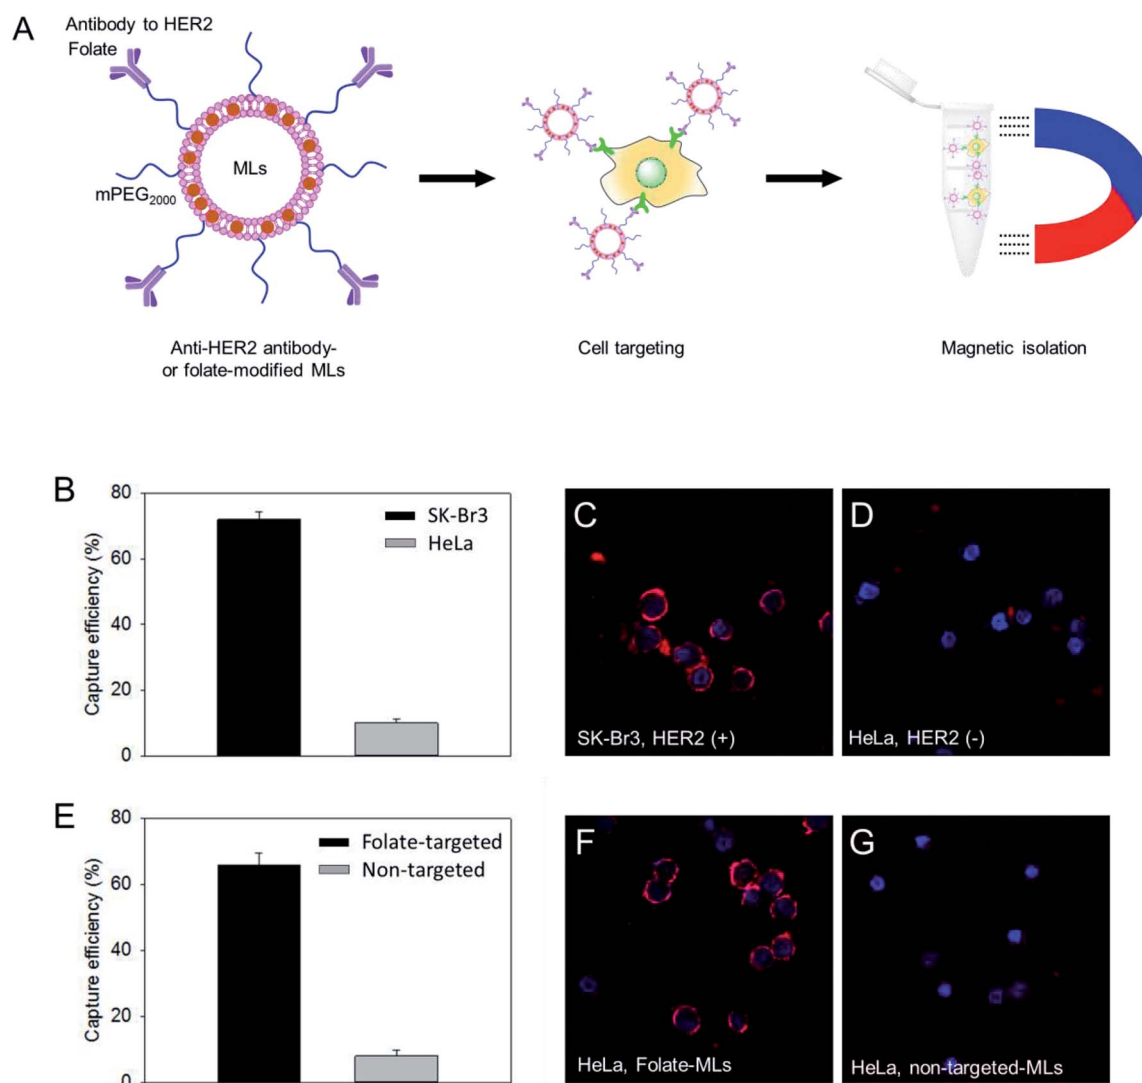 A
Antibody to HER2
Folate
MLs
mPEG2000
Anti-HER2 antibody-
or folate-modified MLs
Cell targeting
Magnetic isolation
B
Capture efficiency (%)
80
60
40
20
0
SK-Br3
HeLa
C
SK-Br3, HER2 (+)
D
HeLa, HER2 (-)
E
Capture efficiency (%)
80
60
40
20
0
Folate-targeted
Non-targeted
F
HeLa, Folate-MLs
G
HeLa, non-targeted-MLs